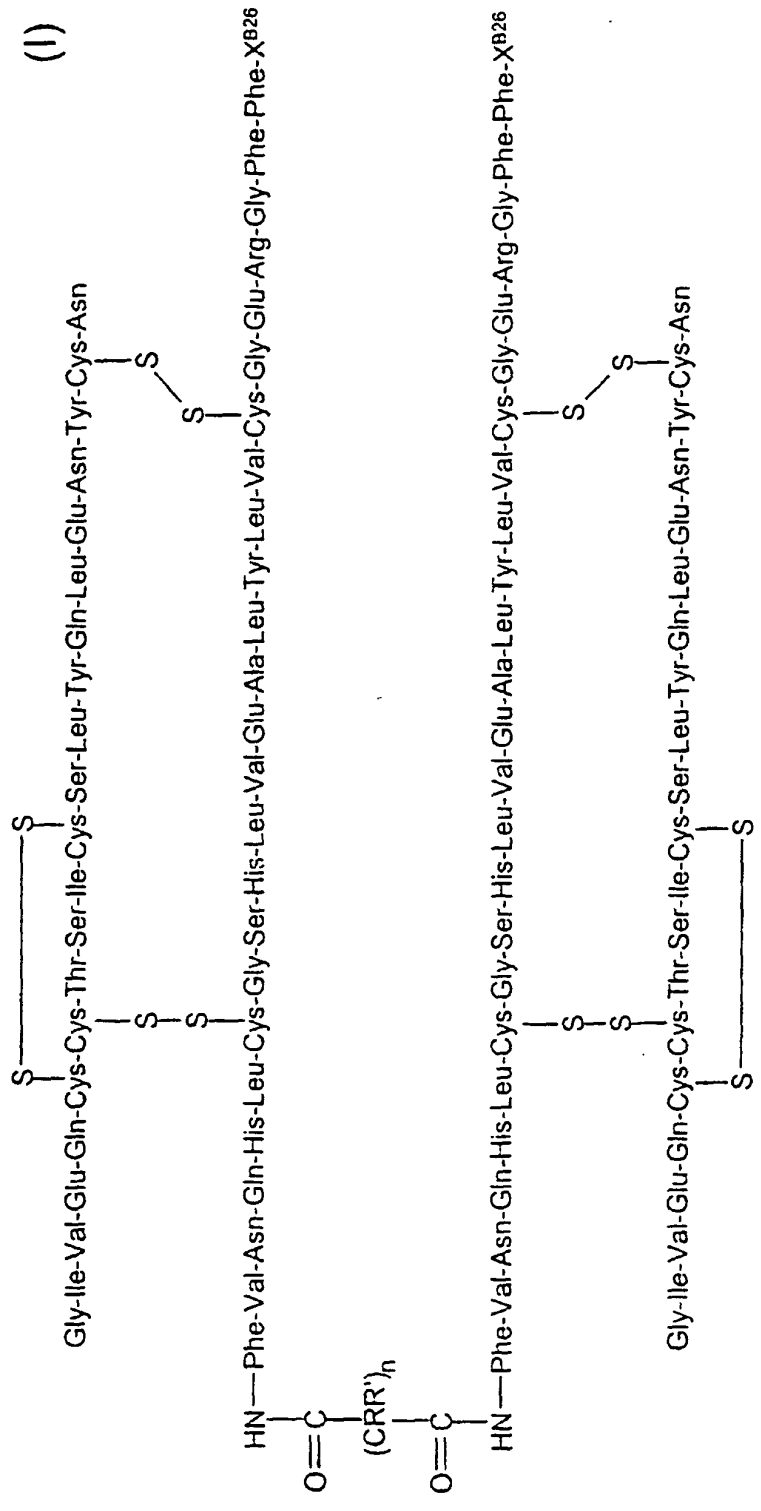 (I)
S S
Gly-Ile-Val-Glu-Gln-Cys-Cys-Thr-Ser-Ile-Cys-Ser-Leu-Tyr-Gln-Leu-Glu-Asn-Tyr-Cys-Asn
S S
S S
HN Phe-Val-Asn-Gln-His-Leu-Cys-Gly-Ser-His-Leu-Val-Glu-Ala-Leu-Tyr-Leu-Val-Cys-Gly-Glu-Arg-Gly-Phe-Phe-X^B26
O=C
(CRR')n
O=C
HN Phe-Val-Asn-Gln-His-Leu-Cys-Gly-Ser-His-Leu-Val-Glu-Ala-Leu-Tyr-Leu-Val-Cys-Gly-Glu-Arg-Gly-Phe-Phe-X^B26
S S
S S
Gly-Ile-Val-Glu-Gln-Cys-Cys-Thr-Ser-Ile-Cys-Ser-Leu-Tyr-Gln-Leu-Glu-Asn-Tyr-Cys-Asn
S S